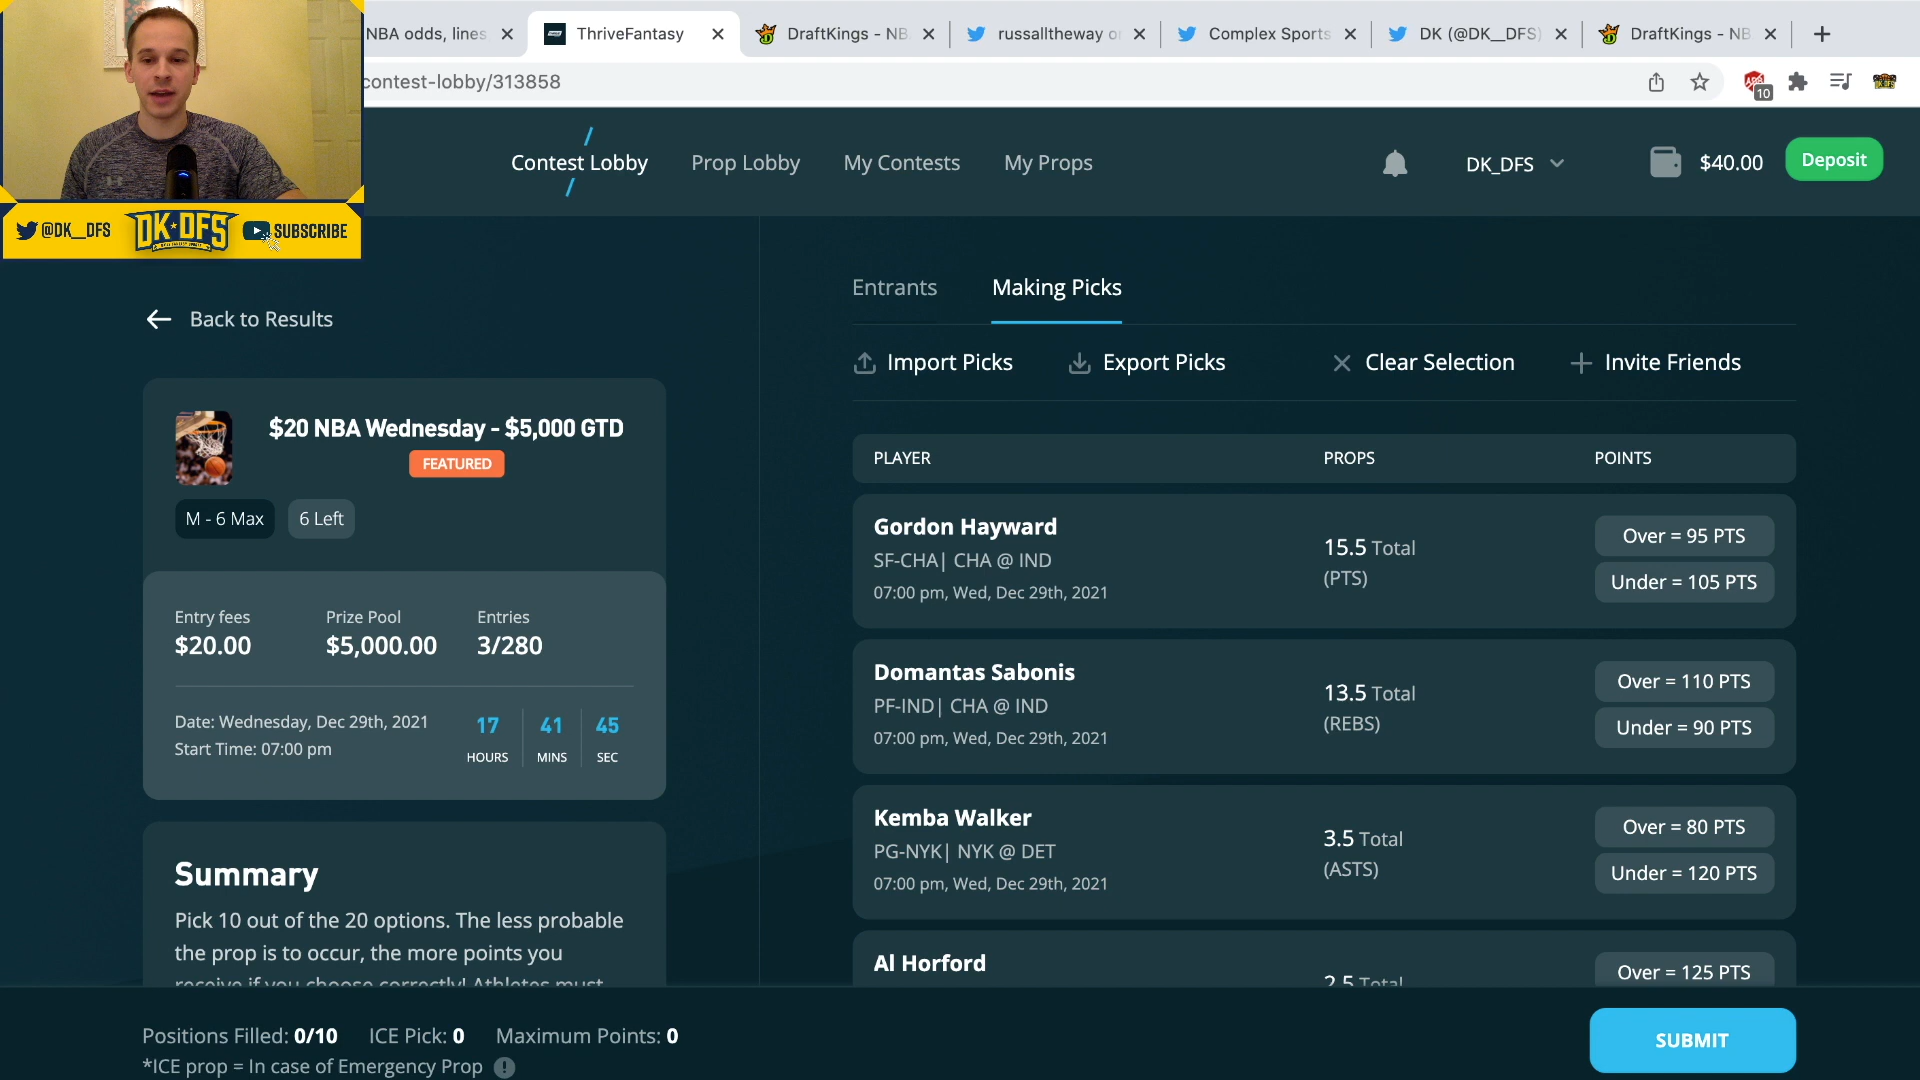 NBA odds, lines
ThriveFantasy
DraftKings - NB
russalltheway o
Complex Sports
DK (@DK__DFS)
DraftKings - NB
contest-lobby/313858
10
Contest Lobby
Prop Lobby
My Contests
My Props
DK_DFS
$40.00
Deposit
@DK__DFS
DK DFS
SUBSCRIBE
Back to Results
$20 NBA Wednesday - $5,000 GTD
FEATURED
M - 6 Max
6 Left
Entry fees
Prize Pool
Entries
$20.00
$5,000.00
3/280
Date: Wednesday, Dec 29th, 2021
Start Time: 07:00 pm
17
41
45
HOURS
MINS
SEC
Summary
Pick 10 out of the 20 options. The less probable
the prop is to occur, the more points you
receive if you choose correctly! Athletes must
Entrants
Making Picks
Import Picks
Export Picks
Clear Selection
Invite Friends
PLAYER
PROPS
POINTS
Gordon Hayward
SF-CHA| CHA @ IND
07:00 pm, Wed, Dec 29th, 2021
15.5 Total
(PTS)
Over = 95 PTS
Under = 105 PTS
Domantas Sabonis
PF-IND| CHA @ IND
07:00 pm, Wed, Dec 29th, 2021
13.5 Total
(REBS)
Over = 110 PTS
Under = 90 PTS
Kemba Walker
PG-NYK| NYK @ DET
07:00 pm, Wed, Dec 29th, 2021
3.5 Total
(ASTS)
Over = 80 PTS
Under = 120 PTS
Al Horford
2.5 Total
Over = 125 PTS
Positions Filled: 0/10
ICE Pick: 0
Maximum Points: 0
*ICE prop = In case of Emergency Prop
SUBMIT